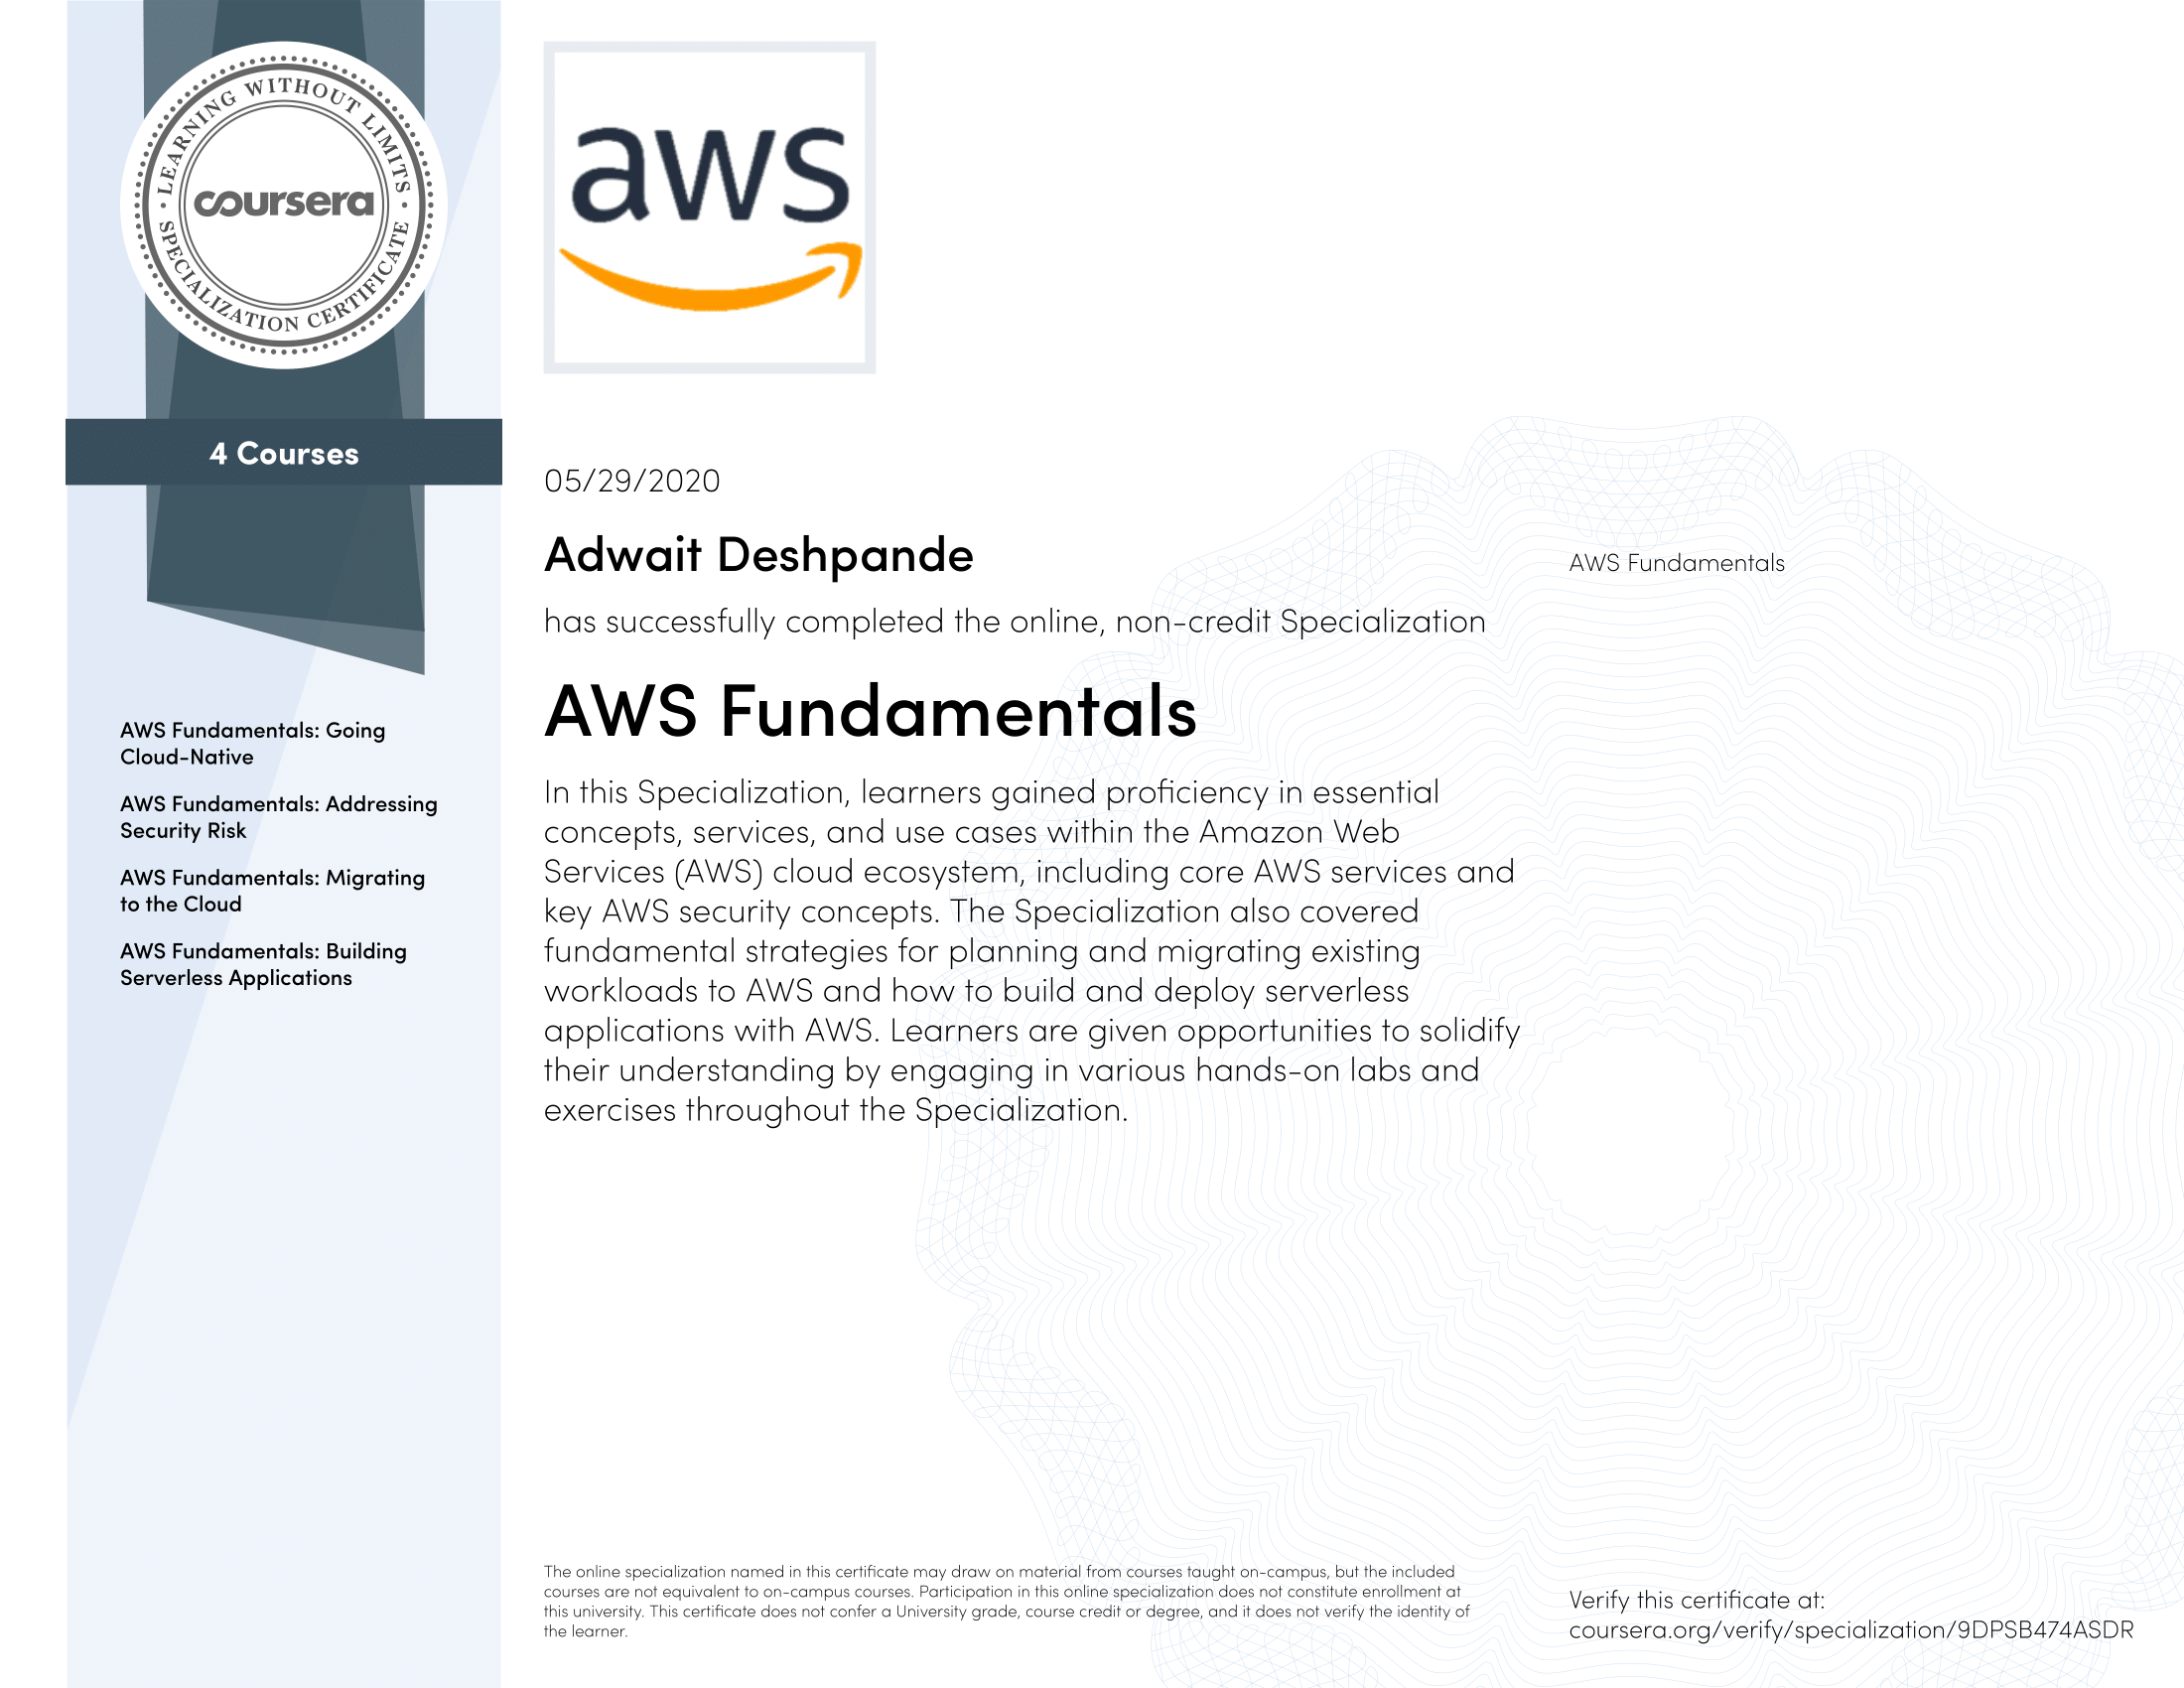 LEARNING WITHOUT LIMITS
coursera
SPECIALIZATION CERTIFICATE
4 Courses
AWS Fundamentals: Going
Cloud-Native
AWS Fundamentals: Addressing
Security Risk
AWS Fundamentals: Migrating
to the Cloud
AWS Fundamentals: Building
Serverless Applications
aws
05/29/2020
Adwait Deshpande
has successfully completed the online, non-credit Specialization
AWS Fundamentals
In this Specialization, learners gained proficiency in essential
concepts, services, and use cases within the Amazon Web
Services (AWS) cloud ecosystem, including core AWS services and
key AWS security concepts. The Specialization also covered
fundamental strategies for planning and migrating existing
workloads to AWS and how to build and deploy serverless
applications with AWS. Learners are given opportunities to solidify
their understanding by engaging in various hands-on labs and
exercises throughout the Specialization.
AWS Fundamentals
The online specialization named in this certificate may draw on material from courses taught on-campus, but the included
courses are not equivalent to on-campus courses. Participation in this online specialization does not constitute enrollment at
this university. This certificate does not confer a University grade, course credit or degree, and it does not verify the identity of
the learner.
Verify this certificate at:
coursera.org/verify/specialization/9DPSB474ASDR